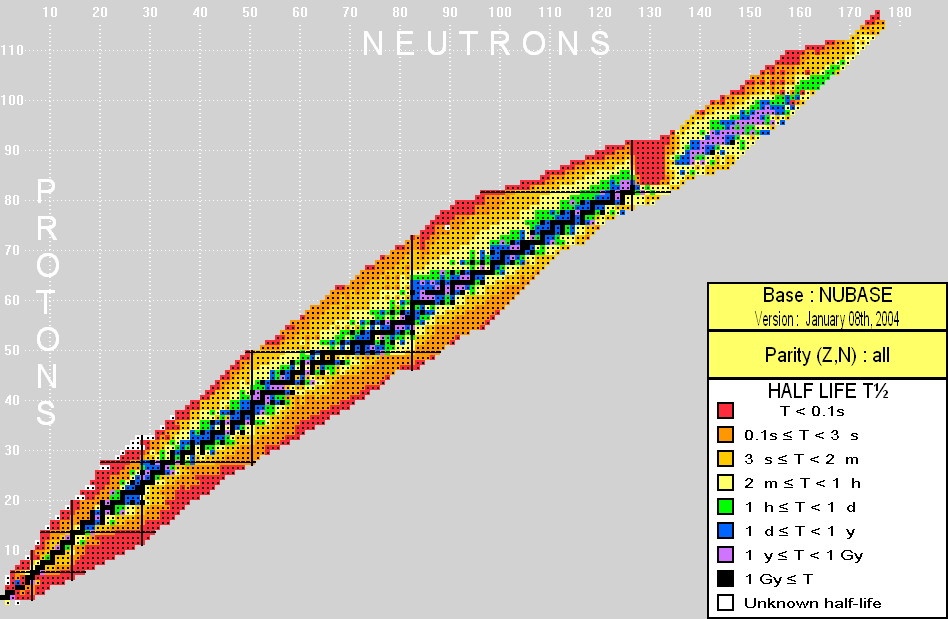 10 20 30 40 50 60 70 80 90 100 110 120 130 140 150 160 170 180
NEUTRONS
110
100
90
80
70
60
50
40
30
20
10
PROTONS
Base : NUBASE
Version : January 08th, 2004
Parity (Z,N) : all
HALF LIFE T½
T < 0.1s
0.1s ≤ T < 3 s
3 s ≤ T < 2 m
2 m ≤ T < 1 h
1 h ≤ T < 1 d
1 d ≤ T < 1 y
1 y ≤ T < 1 Gy
1 Gy ≤ T
Unknown half-life